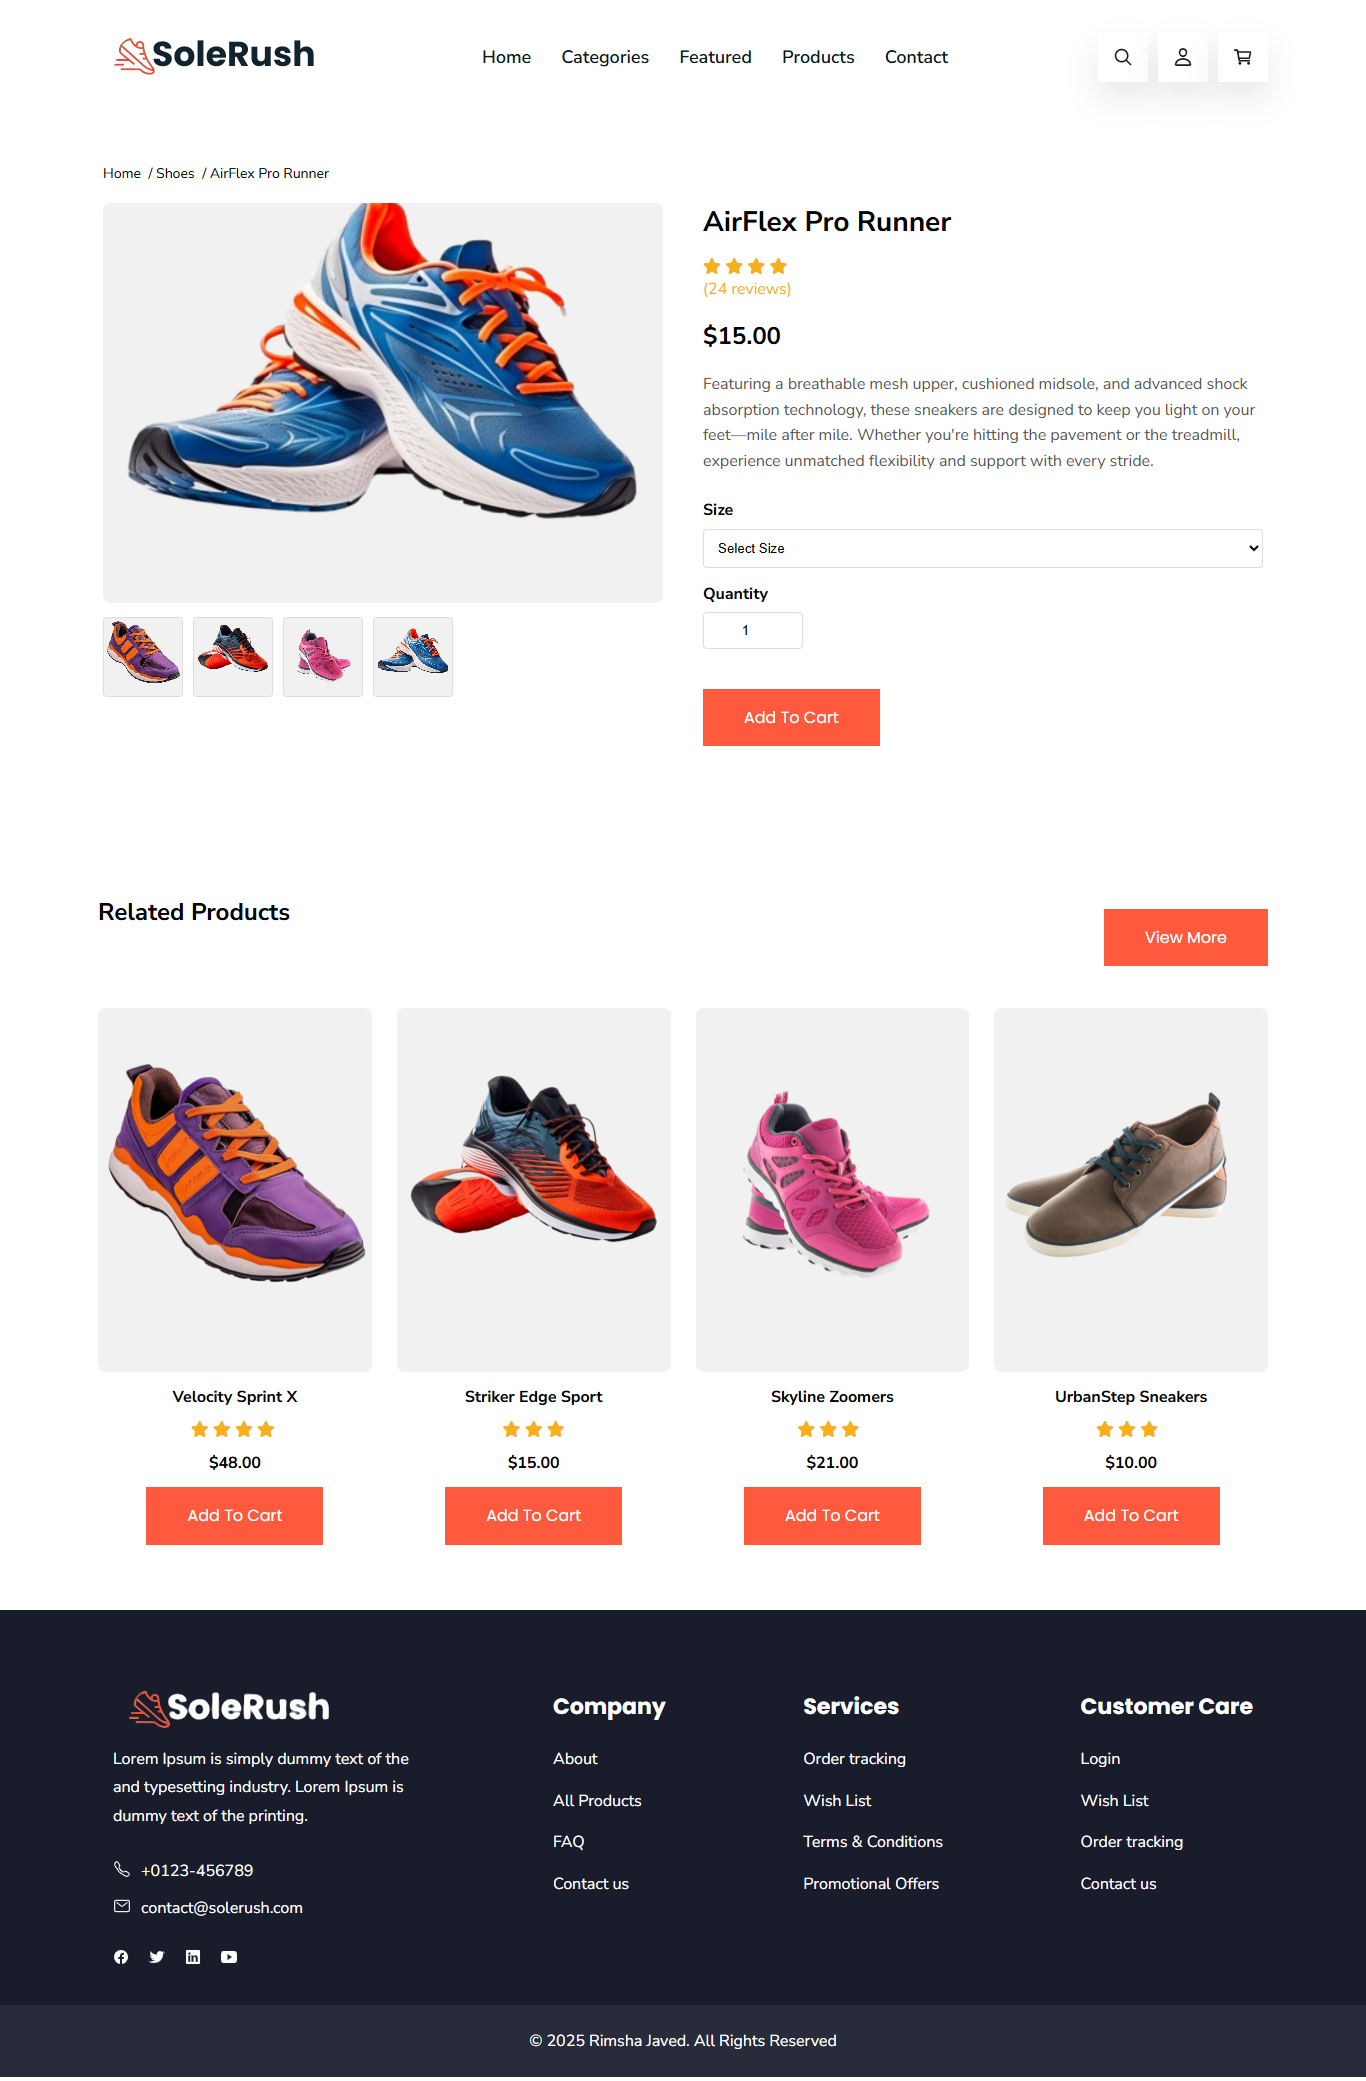 SoleRush
Home Categories Featured Products Contact
Home / Shoes / AirFlex Pro Runner
AirFlex Pro Runner
(24 reviews)
$15.00
Featuring a breathable mesh upper, cushioned midsole, and advanced shock
absorption technology, these sneakers are designed to keep you light on your
feet—mile after mile. Whether you're hitting the pavement or the treadmill,
experience unmatched flexibility and support with every stride.
Size
Select Size
Quantity
1
Add To Cart
Related Products
View More
Velocity Sprint X
$48.00
Add To Cart
Striker Edge Sport
$15.00
Add To Cart
Skyline Zoomers
$21.00
Add To Cart
UrbanStep Sneakers
$10.00
Add To Cart
SoleRush
Lorem Ipsum is simply dummy text of the
and typesetting industry. Lorem Ipsum is
dummy text of the printing.
+0123-456789
contact@solerush.com
Company
About
All Products
FAQ
Contact us
Services
Order tracking
Wish List
Terms & Conditions
Promotional Offers
Customer Care
Login
Wish List
Order tracking
Contact us
© 2025 Rimsha Javed. All Rights Reserved